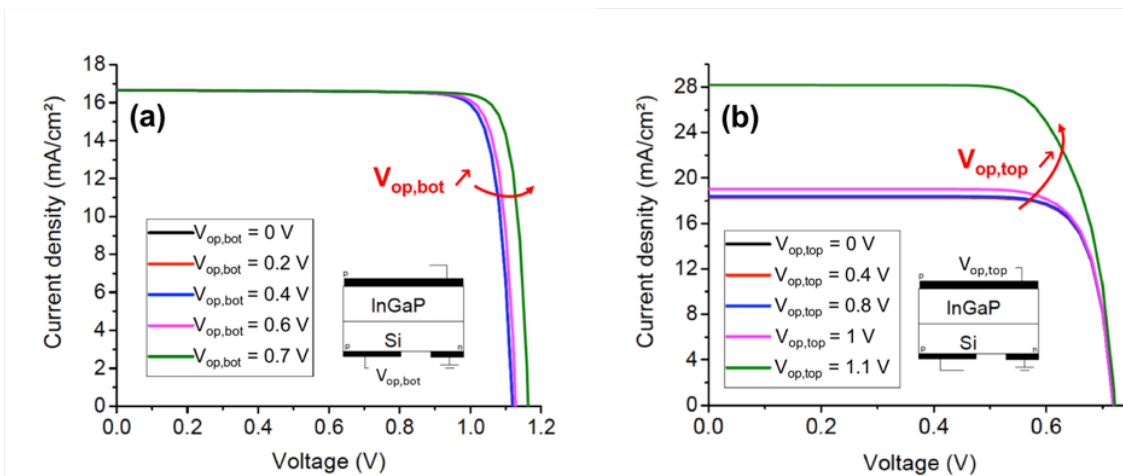 (a)
Current density (mA/cm²)
18
16
14
12
10
8
6
4
2
0
V_op,bot ↗
V_op,bot = 0 V
V_op,bot = 0.2 V
V_op,bot = 0.4 V
V_op,bot = 0.6 V
V_op,bot = 0.7 V
p
InGaP
Si
p n
V_op,bot
0.0 0.2 0.4 0.6 0.8 1.0 1.2
Voltage (V)
(b)
Current desnity (mA/cm²)
28
24
20
16
12
8
4
0
V_op,top ↗
V_op,top = 0 V
V_op,top = 0.4 V
V_op,top = 0.8 V
V_op,top = 1 V
V_op,top = 1.1 V
V_op,top
p
InGaP
Si
p n
0.0 0.2 0.4 0.6
Voltage (V)